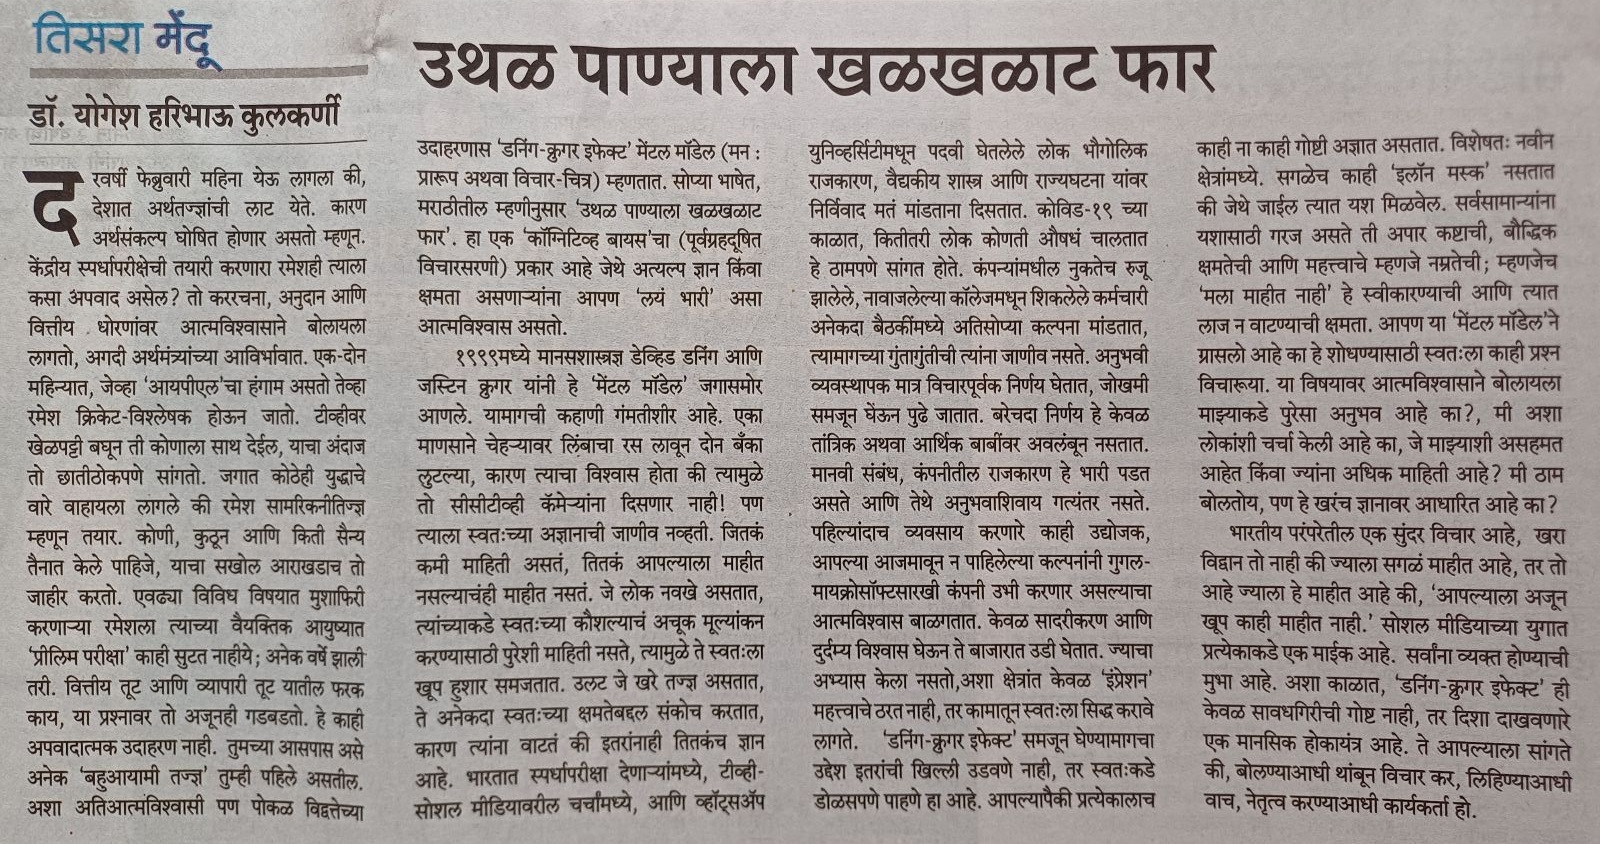 तिसरा मेंदू
डॉ. योगेश हरिभाऊ कुलकर्णी
उथळ पाण्याला खळखळाट फार
दरवर्षी फेब्रुवारी महिना येऊ लागला की,
देशात अर्थतज्ज्ञांची लाट येते. कारण
अर्थसंकल्प घोषित होणार असतो म्हणून.
केंद्रीय स्पर्धापरीक्षेची तयारी करणारा रमेशही त्याला
कसा अपवाद असेल? तो कररचना, अनुदान आणि
वित्तीय धोरणांवर आत्मविश्वासाने बोलायला
लागतो, अगदी अर्थमंत्र्यांच्या आविर्भावात. एक-दोन
महिन्यात, जेव्हा 'आयपीएल'चा हंगाम असतो तेव्हा
रमेश क्रिकेट-विश्लेषक होऊन जातो. टीव्हीवर
खेळपट्टी बघून ती कोणाला साथ देईल, याचा अंदाज
तो छातीठोकपणे सांगतो. जगात कोठेही युद्धाचे
वारे वाहायला लागले की रमेश सामरिकनीतिज्ज्ञ
म्हणून तयार. कोणी, कुठून आणि किती सैन्य
तैनात केले पाहिजे, याचा सखोल आराखडाच तो
जाहीर करतो. एवढ्या विविध विषयात मुशाफिरी
करणाऱ्या रमेशला त्याच्या वैयक्तिक आयुष्यात
'प्रीलिम परीक्षा' काही सुटत नाहीये; अनेक वर्षे झाली
तरी. वित्तीय तूट आणि व्यापारी तूट यातील फरक
काय, या प्रश्नावर तो अजूनही गडबडतो. हे काही
अपवादात्मक उदाहरण नाही. तुमच्या आसपास असे
अनेक 'बहुआयामी तज्ज्ञ' तुम्ही पहिले असतील.
अशा अतिआत्मविश्वासी पण पोकळ विद्वत्तेच्या
उदाहरणास 'डनिंग-क्रुगर इफेक्ट' मेंटल मॉडेल (मन :
प्रारूप अथवा विचार-चित्र) म्हणतात. सोप्या भाषेत,
मराठीतील म्हणीनुसार 'उथळ पाण्याला खळखळाट
फार'. हा एक 'कॉग्निटिव्ह बायस'चा (पूर्वग्रहदूषित
विचारसरणी) प्रकार आहे जेथे अत्यल्प ज्ञान किंवा
क्षमता असणाऱ्यांना आपण 'लयं भारी' असा
आत्मविश्वास असतो.
१९९९मध्ये मानसशास्त्रज्ञ डेव्हिड डनिंग आणि
जस्टिन क्रुगर यांनी हे 'मेंटल मॉडेल' जगासमोर
आणले. यामागची कहाणी गंमतीशीर आहे. एका
माणसाने चेहऱ्यावर लिंबाचा रस लावून दोन बँका
लुटल्या, कारण त्याचा विश्वास होता की त्यामुळे
तो सीसीटीव्ही कॅमेऱ्यांना दिसणार नाही! पण
त्याला स्वतःच्या अज्ञानाची जाणीव नव्हती. जितकं
कमी माहिती असतं, तितकं आपल्याला माहीत
नसल्याचंही माहीत नसतं. जे लोक नवखे असतात,
त्यांच्याकडे स्वतःच्या कौशल्याचं अचूक मूल्यांकन
करण्यासाठी पुरेशी माहिती नसते, त्यामुळे ते स्वतःला
खूप हुशार समजतात. उलट जे खरे तज्ज्ञ असतात,
ते अनेकदा स्वतःच्या क्षमतेबद्दल संकोच करतात,
कारण त्यांना वाटतं की इतरांनाही तितकंच ज्ञान
आहे. भारतात स्पर्धापरीक्षा देणाऱ्यांमध्ये, टीव्ही-
सोशल मीडियावरील चर्चांमध्ये, आणि व्हॉट्सॲप
युनिव्हर्सिटीमधून पदवी घेतलेले लोक भौगोलिक
राजकारण, वैद्यकीय शास्त्र आणि राज्यघटना यांवर
निर्विवाद मतं मांडताना दिसतात. कोविड-१९ च्या
काळात, कितीतरी लोक कोणती औषधं चालतात
हे ठामपणे सांगत होते. कंपन्यांमधील नुकतेच रुजू
झालेले, नावाजलेल्या कॉलेजमधून शिकलेले कर्मचारी
अनेकदा बैठकींमध्ये अतिसोप्या कल्पना मांडतात,
त्यामागच्या गुंतागुंतीची त्यांना जाणीव नसते. अनुभवी
व्यवस्थापक मात्र विचारपूर्वक निर्णय घेतात, जोखमी
समजून घेऊन पुढे जातात. बरेचदा निर्णय हे केवळ
तांत्रिक अथवा आर्थिक बाबींवर अवलंबून नसतात.
मानवी संबंध, कंपनीतील राजकारण हे भारी पडत
असते आणि तेथे अनुभवाशिवाय गत्यंतर नसते.
पहिल्यांदाच व्यवसाय करणारे काही उद्योजक,
आपल्या आजमावून न पाहिलेल्या कल्पनांनी गुगल-
मायक्रोसॉफ्टसारखी कंपनी उभी करणार असल्याचा
आत्मविश्वास बाळगतात. केवळ सादरीकरण आणि
दुर्दम्य विश्वास घेऊन ते बाजारात उडी घेतात. ज्याचा
अभ्यास केला नसतो,अशा क्षेत्रांत केवळ 'इंप्रेशन'
महत्त्वाचे ठरत नाही, तर कामातून स्वतःला सिद्ध करावे
लागते. 'डनिंग-क्रुगर इफेक्ट' समजून घेण्यामागचा
उद्देश इतरांची खिल्ली उडवणे नाही, तर स्वतःकडे
डोळसपणे पाहणे हा आहे. आपल्यापैकी प्रत्येकालाच
काही ना काही गोष्टी अज्ञात असतात. विशेषतः नवीन
क्षेत्रांमध्ये. सगळेच काही 'इलॉन मस्क' नसतात
की जेथे जाईल त्यात यश मिळवेल. सर्वसामान्यांना
यशासाठी गरज असते ती अपार कष्टाची, बौद्धिक
क्षमतेची आणि महत्त्वाचे म्हणजे नम्रतेची; म्हणजेच
'मला माहीत नाही' हे स्वीकारण्याची आणि त्यात
लाज न वाटण्याची क्षमता. आपण या 'मेंटल मॉडेल'ने
ग्रासलो आहे का हे शोधण्यासाठी स्वतःला काही प्रश्न
विचारूया. या विषयावर आत्मविश्वासाने बोलायला
माझ्याकडे पुरेसा अनुभव आहे का?, मी अशा
लोकांशी चर्चा केली आहे का, जे माझ्याशी असहमत
आहेत किंवा ज्यांना अधिक माहिती आहे? मी ठाम
बोलतोय, पण हे खरंच ज्ञानावर आधारित आहे का?
भारतीय परंपरेतील एक सुंदर विचार आहे, खरा
विद्वान तो नाही की ज्याला सगळं माहीत आहे, तर तो
आहे ज्याला हे माहीत आहे की, 'आपल्याला अजून
खूप काही माहीत नाही.' सोशल मीडियाच्या युगात
प्रत्येकाकडे एक माईक आहे. सर्वांना व्यक्त होण्याची
मुभा आहे. अशा काळात, 'डनिंग-क्रुगर इफेक्ट' ही
केवळ सावधगिरीची गोष्ट नाही, तर दिशा दाखवणारे
एक मानसिक होकायंत्र आहे. ते आपल्याला सांगते
की, बोलण्याआधी थांबून विचार कर, लिहिण्याआधी
वाच, नेतृत्व करण्याआधी कार्यकर्ता हो.